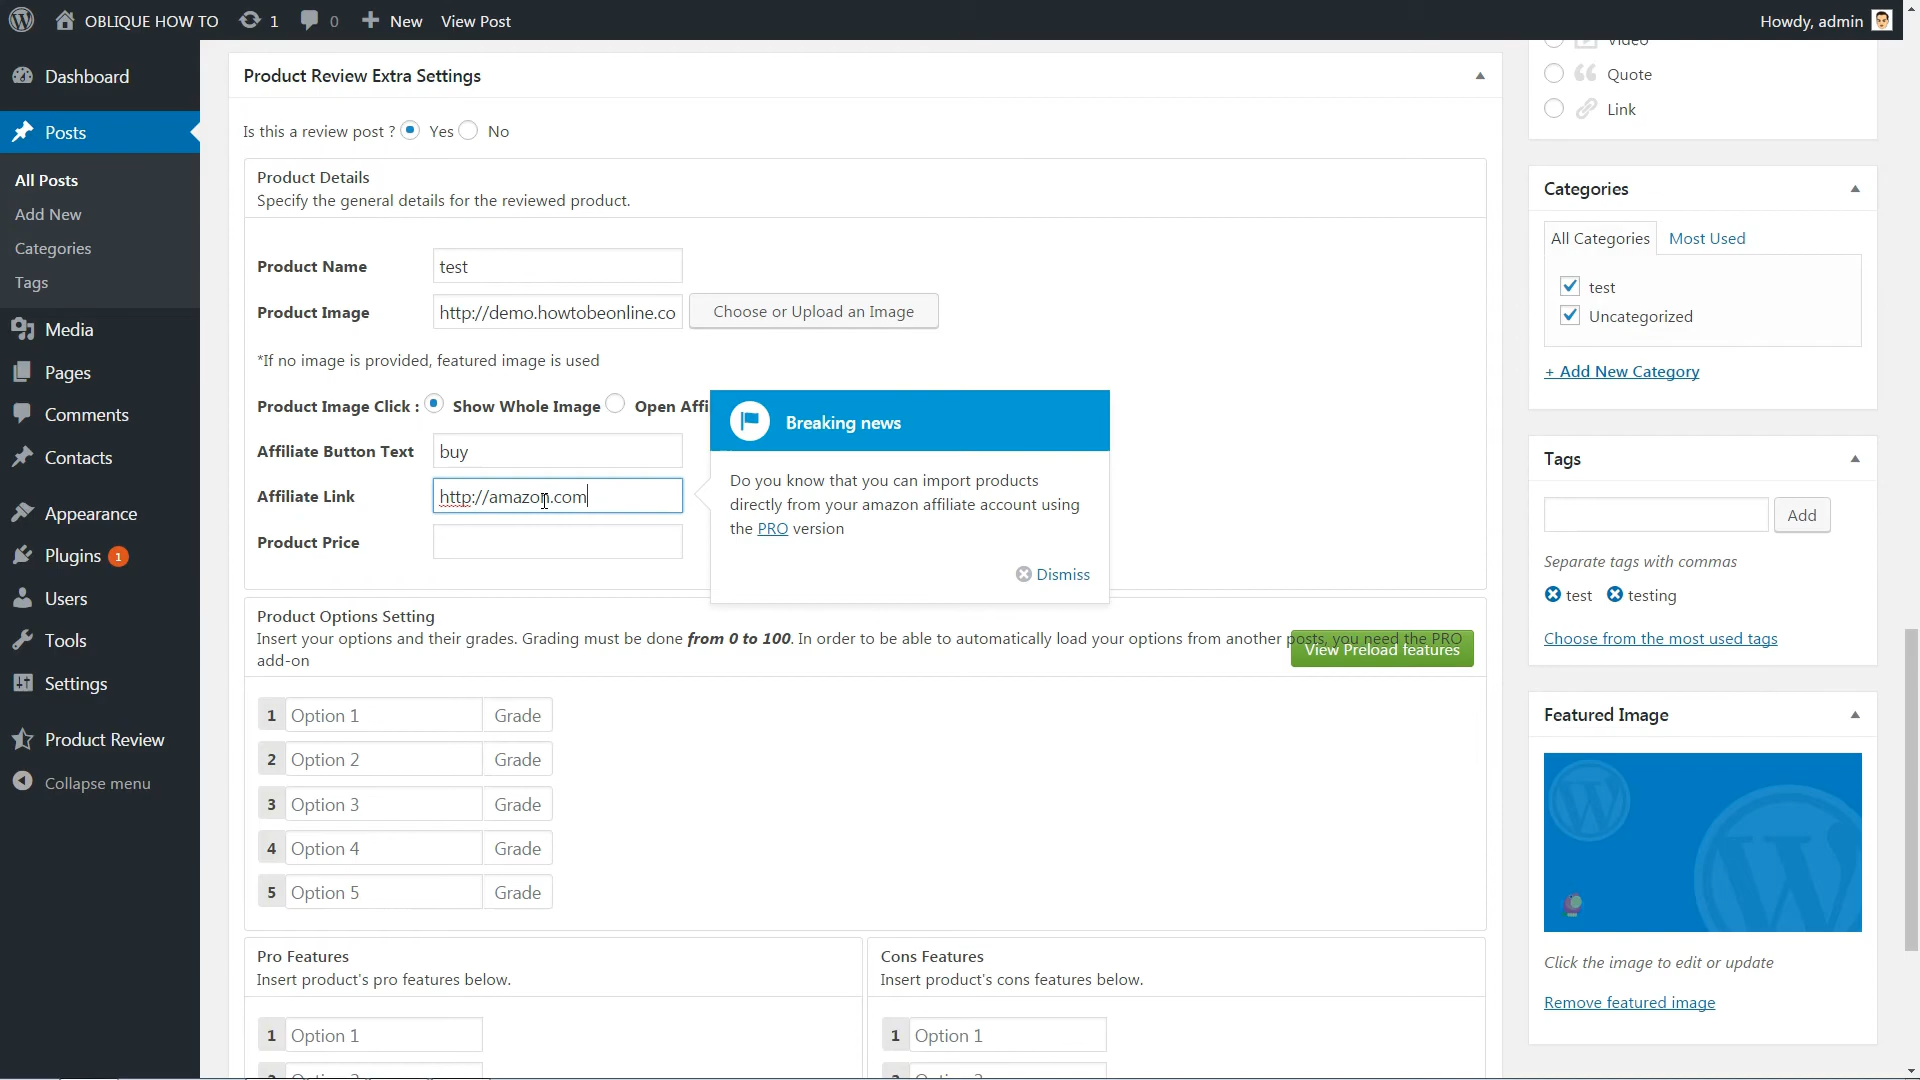 OBLIQUE HOW TO
1
0
New
View Post
Howdy, admin
Dashboard
Posts
All Posts
Add New
Categories
Tags
Media
Pages
Comments
Contacts
Appearance
Plugins 1
Users
Tools
Settings
Product Review
Collapse menu
Product Review Extra Settings
Is this a review post ? Yes No
Product Details
Specify the general details for the reviewed product.
Product Name test
Product Image http://demo.howtobeonline.co Choose or Upload an Image
*If no image is provided, featured image is used
Product Image Click : Show Whole Image Open Affi
Affiliate Button Text buy
Affiliate Link http://amazon.com
Product Price
Breaking news
Do you know that you can import products
directly from your amazon affiliate account using
the PRO version
Dismiss
Product Options Setting
Insert your options and their grades. Grading must be done from 0 to 100. In order to be able to automatically load your options from another posts, you need the PRO
add-on
View Preload features
1 Option 1 Grade
2 Option 2 Grade
3 Option 3 Grade
4 Option 4 Grade
5 Option 5 Grade
Pro Features
Insert product's pro features below.
1 Option 1
Cons Features
Insert product's cons features below.
1 Option 1
Video
Quote
Link
Categories
All Categories Most Used
test
Uncategorized
+ Add New Category
Tags
Add
Separate tags with commas
test testing
Choose from the most used tags
Featured Image
Click the image to edit or update
Remove featured image